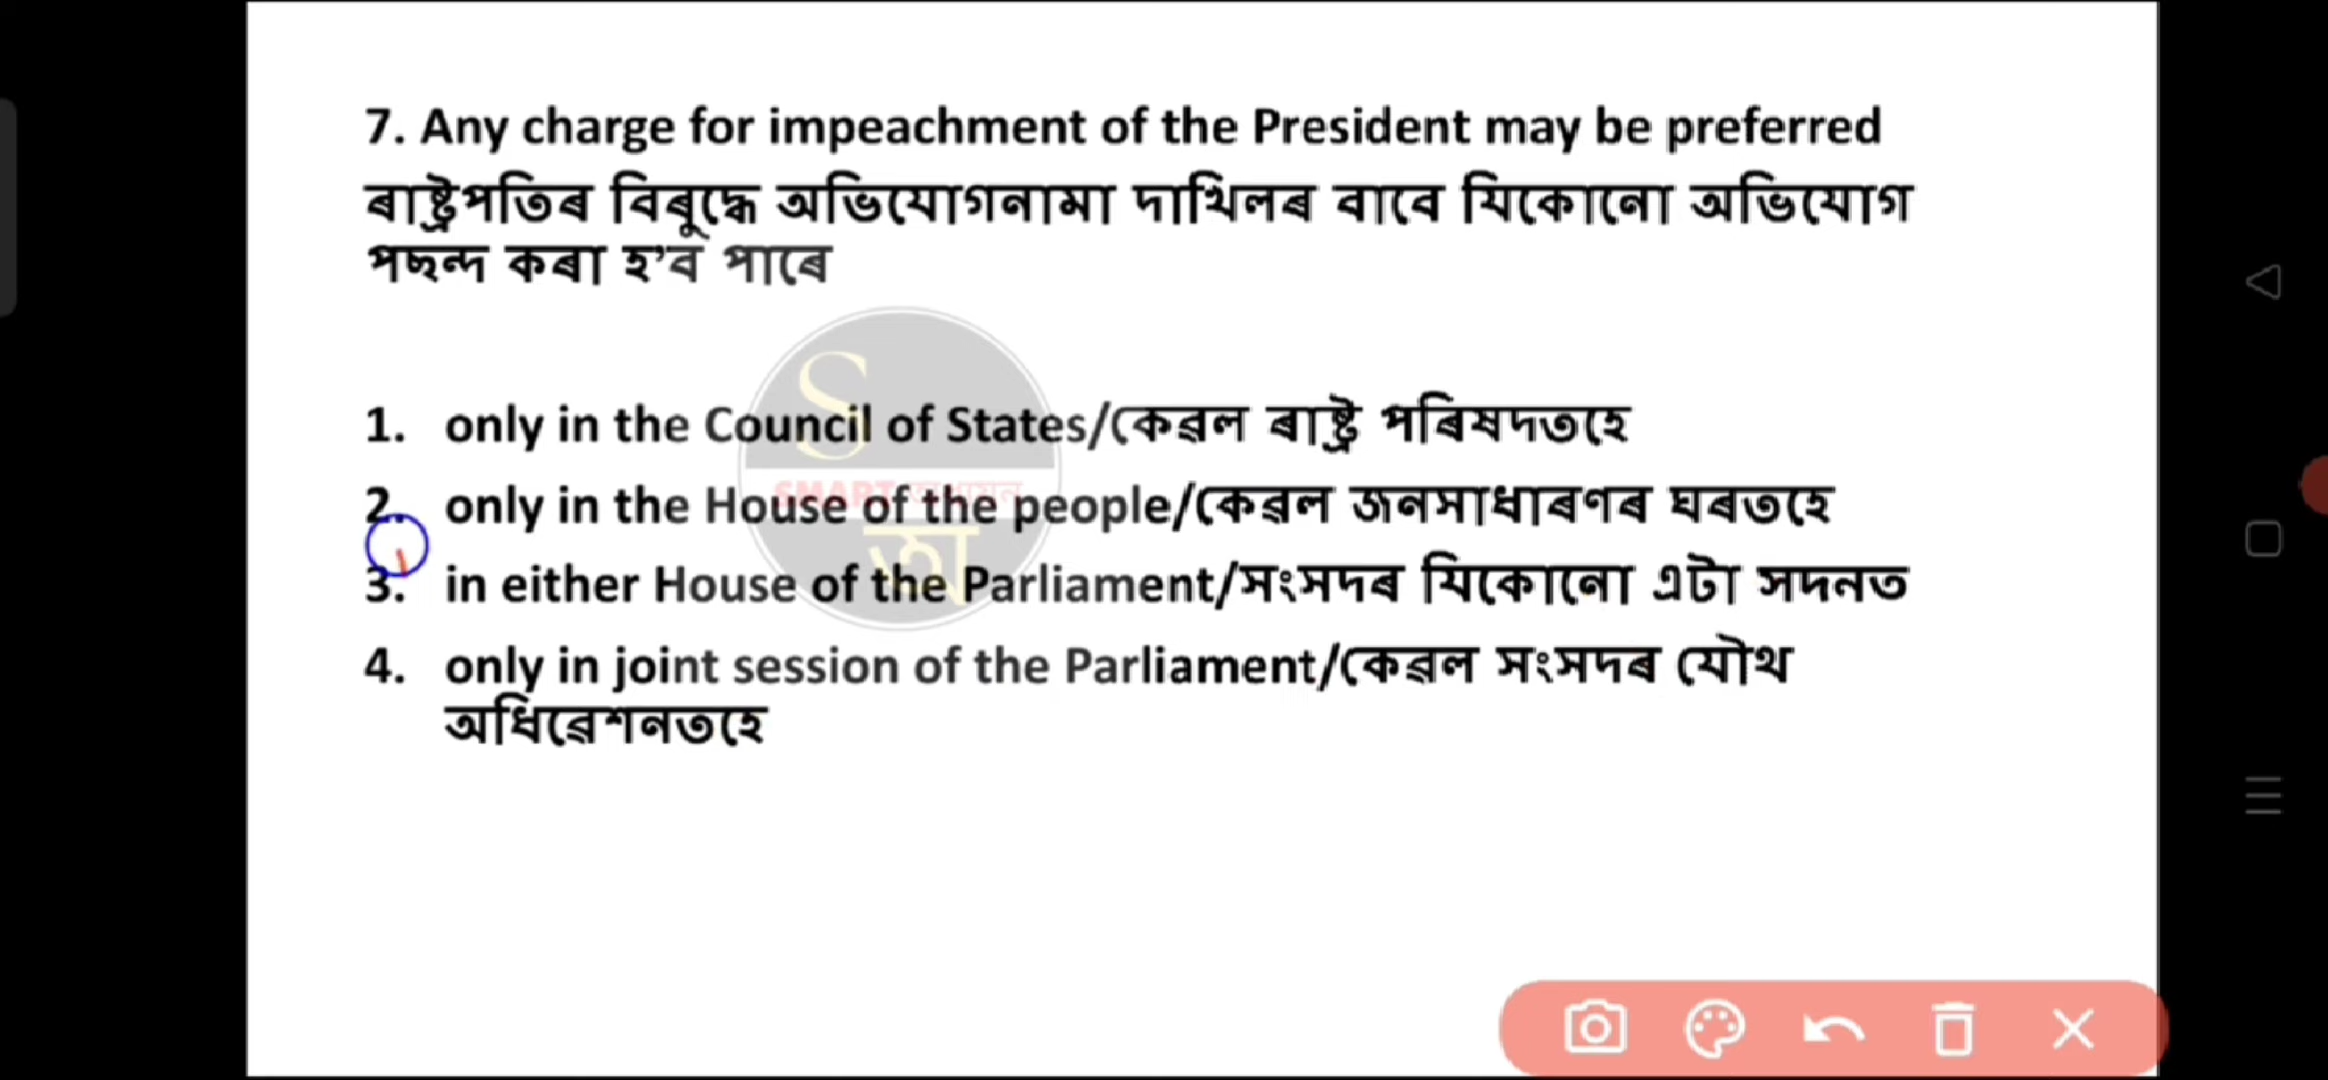 7. Any charge for impeachment of the President may be preferred
ৰাষ্ট্ৰপতিৰ বিৰুদ্ধে অভিযোগনামা দাখিলৰ বাবে যিকোনো অভিযোগ
পছন্দ কৰা হ’ব পাৰে
1. only in the Council of States/কেৱল ৰাষ্ট্ৰ পৰিষদতহে
2. only in the House of the people/কেৱল জনসাধাৰণৰ ঘৰতহে
3. in either House of the Parliament/সংসদৰ যিকোনো এটা সদনত
4. only in joint session of the Parliament/কেৱল সংসদৰ যৌথ
অধিৱেশনতহে
S
SMART অধ্যয়ন
অ